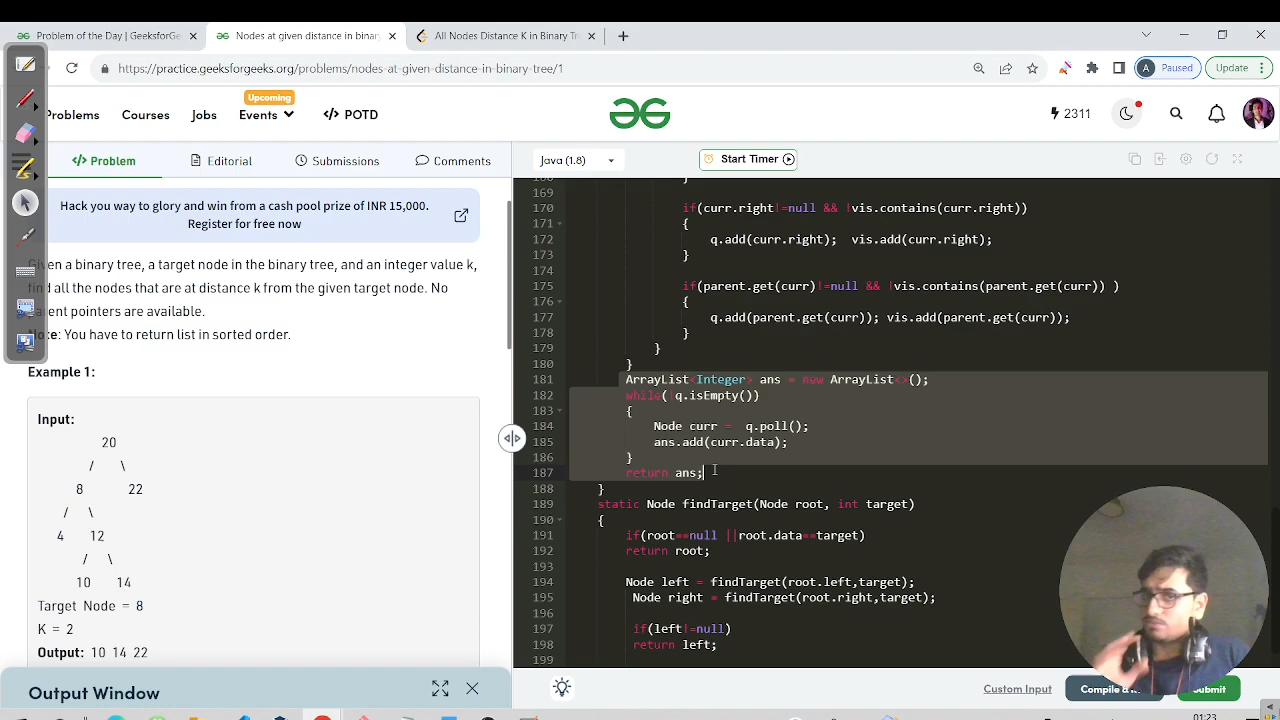 Problem of the Day | GeeksforGe
Nodes at given distance in binary
All Nodes Distance K in Binary Tr
https://practice.geeksforgeeks.org/problems/nodes-at-given-distance-in-binary-tree/1
A Paused
Update
Problems
Courses
Jobs
Upcoming
Events
</> POTD
2311
</> Problem
Editorial
Submissions
Comments
Java (1.8)
Start Timer
Hack you way to glory and win from a cash pool prize of INR 15,000.
Register for free now
Given a binary tree, a target node in the binary tree, and an integer value k,
find all the nodes that are at distance k from the given target node. No
parent pointers are available.
Note: You have to return list in sorted order.
Example 1:
Input:
20
/ \
8 22
/ \
4 12
/ \
10 14
Target Node = 8
K = 2
Output: 10 14 22
Output Window
168 }
169
170 if(curr.right!=null && !vis.contains(curr.right))
171 {
172 q.add(curr.right); vis.add(curr.right);
173 }
174
175 if(parent.get(curr)!=null && !vis.contains(parent.get(curr)) )
176 {
177 q.add(parent.get(curr)); vis.add(parent.get(curr));
178 }
179 }
180 }
181 ArrayList<Integer> ans = new ArrayList<>();
182 while(!q.isEmpty())
183 {
184 Node curr = q.poll();
185 ans.add(curr.data);
186 }
187 return ans;
188 }
189 static Node findTarget(Node root, int target)
190 {
191 if(root==null ||root.data==target)
192 return root;
193
194 Node left = findTarget(root.left,target);
195 Node right = findTarget(root.right,target);
196
197 if(left!=null)
198 return left;
199
Custom Input
Compile &
Submit
01:23